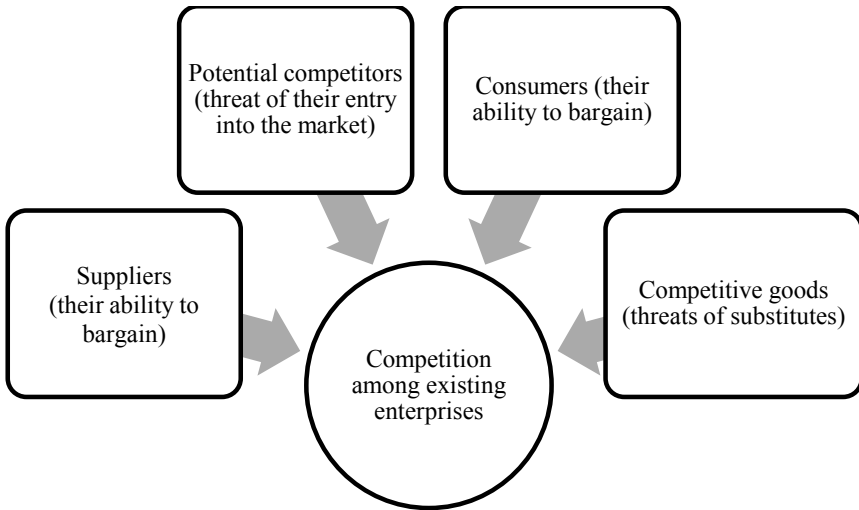 Potential competitors
(threat of their entry
into the market)
Consumers (their
ability to bargain)
Suppliers
(their ability to
bargain)
Competitive goods
(threats of substitutes)
Competition
among existing
enterprises